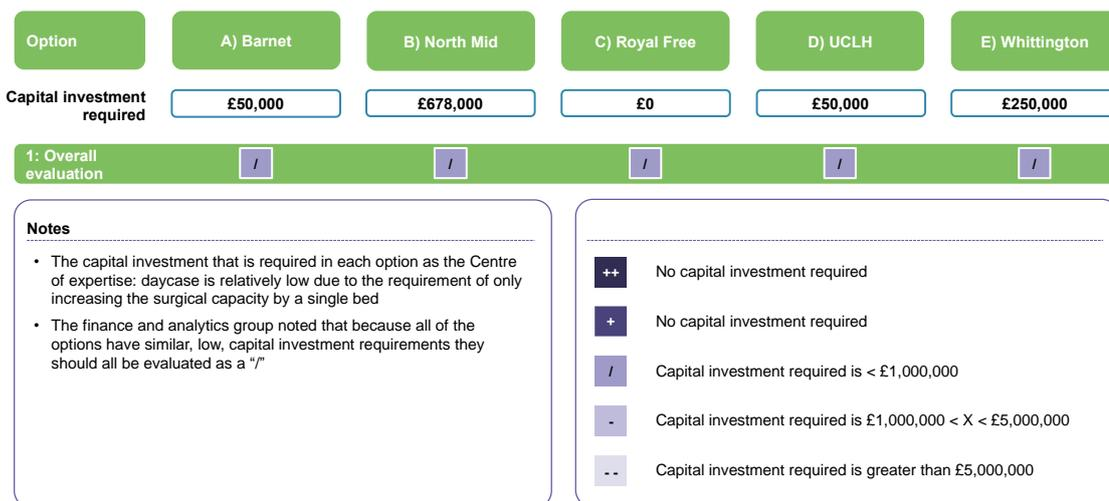 Option
A) Barnet
B) North Mid
C) Royal Free
D) UCLH
E) Whittington
Capital investment
required
£50,000
£678,000
£0
£50,000
£250,000
1: Overall
evaluation
/
/
/
/
/
Notes
• The capital investment that is required in each option as the Centre
of expertise: daycase is relatively low due to the requirement of only
increasing the surgical capacity by a single bed
• The finance and analytics group noted that because all of the
options have similar, low, capital investment requirements they
should all be evaluated as a “/”
++ No capital investment required
+ No capital investment required
/ Capital investment required is < £1,000,000
- Capital investment required is £1,000,000 < X < £5,000,000
- - Capital investment required is greater than £5,000,000